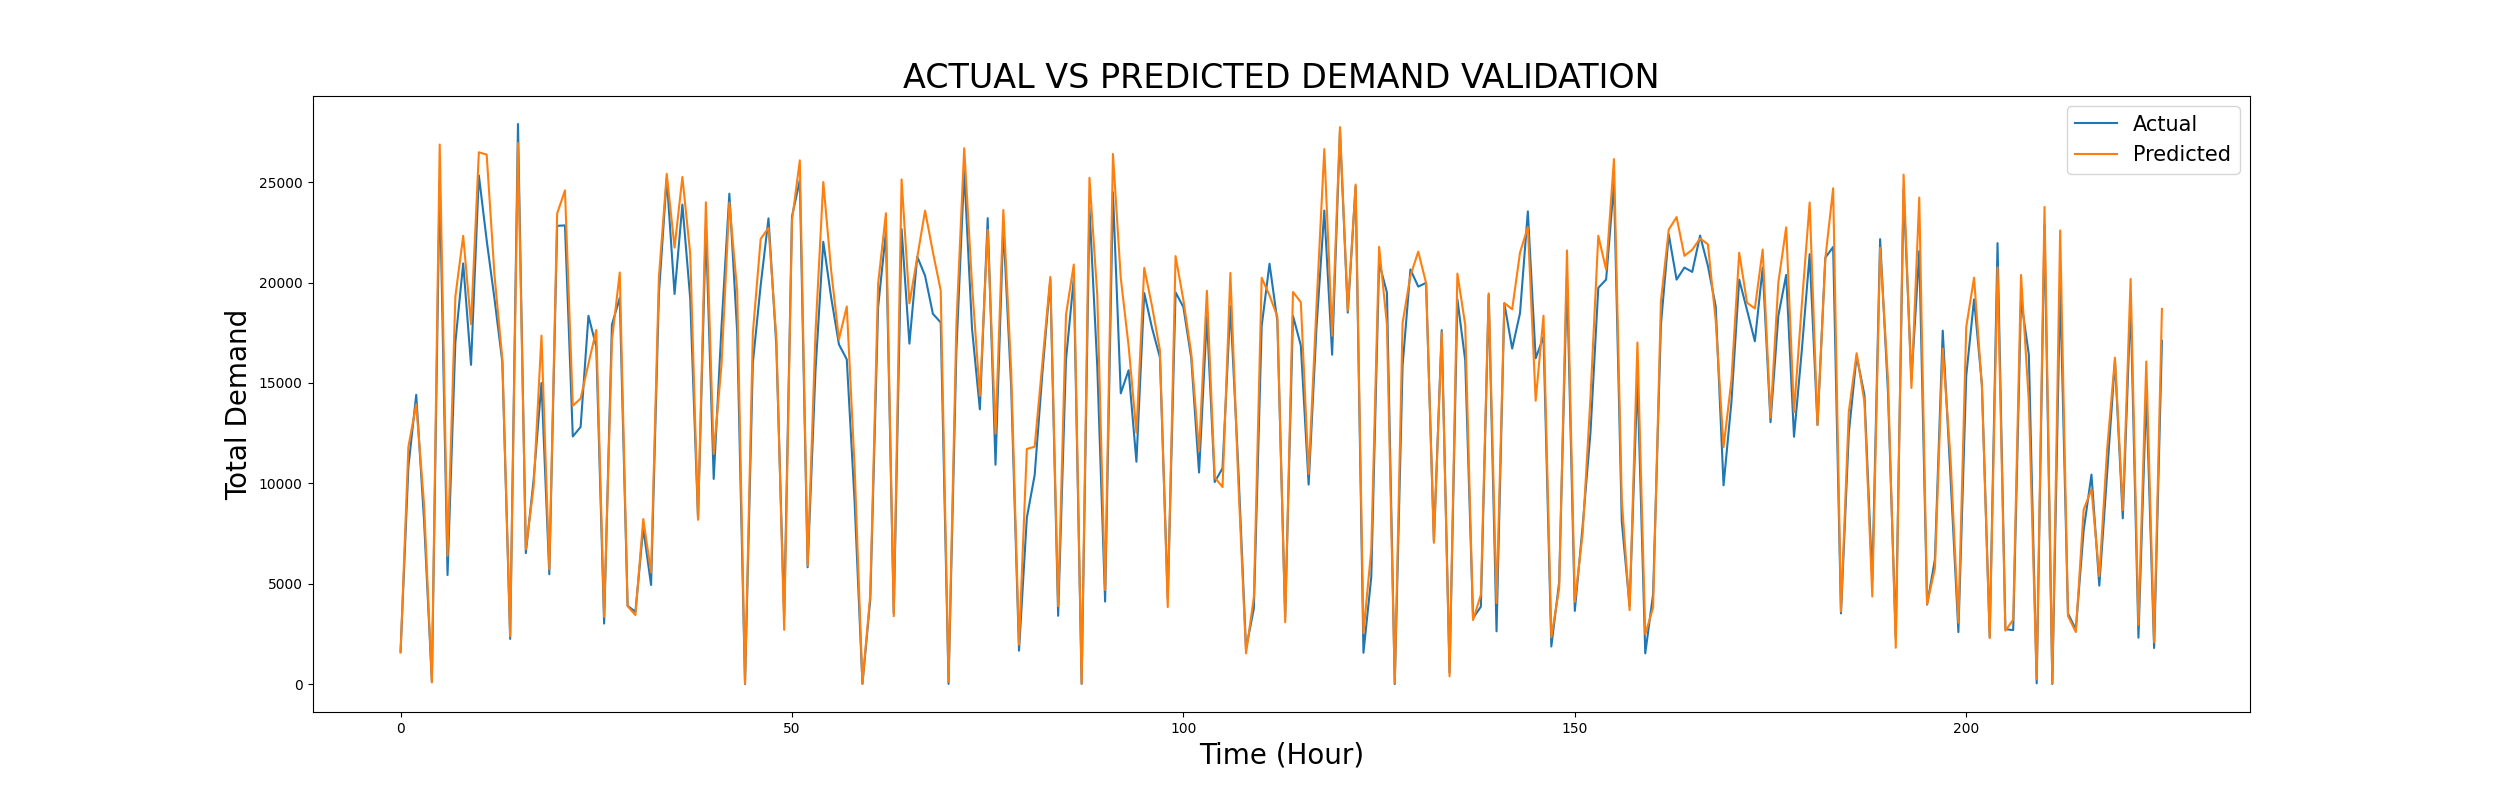 ACTUAL VS PREDICTED DEMAND VALIDATION
Actual
Predicted
Total Demand
25000
20000
15000
10000
5000
0
0 50 100 150 200
Time (Hour)